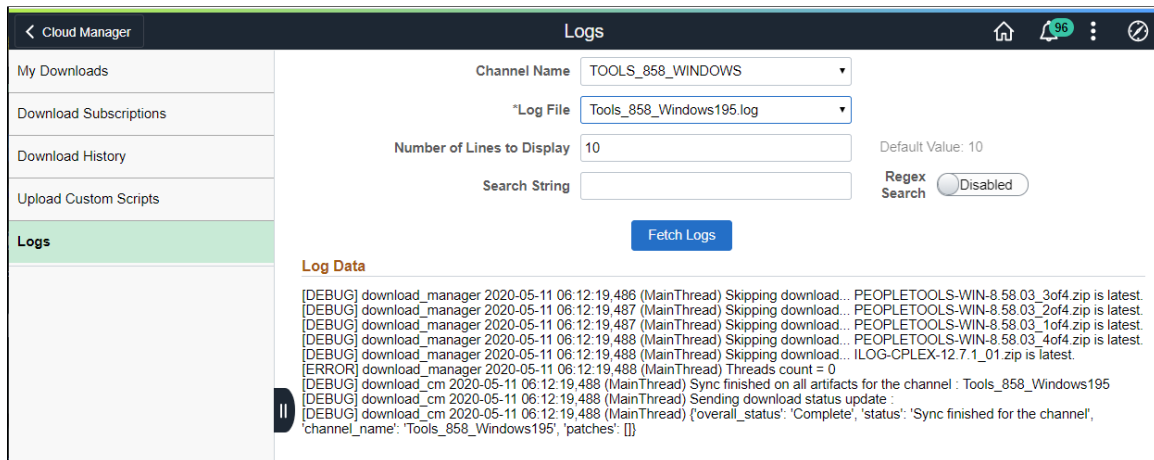 Cloud Manager
Logs
96
My Downloads
Download Subscriptions
Download History
Upload Custom Scripts
Logs
Channel Name TOOLS_858_WINDOWS
*Log File Tools_858_Windows195.log
Number of Lines to Display 10 Default Value: 10
Search String Regex Search Disabled
Fetch Logs
Log Data
[DEBUG] download_manager 2020-05-11 06:12:19,486 (MainThread) Skipping download... PEOPLETOOLS-WIN-8.58.03_3of4.zip is latest.
[DEBUG] download_manager 2020-05-11 06:12:19,487 (MainThread) Skipping download... PEOPLETOOLS-WIN-8.58.03_2of4.zip is latest.
[DEBUG] download_manager 2020-05-11 06:12:19,487 (MainThread) Skipping download... PEOPLETOOLS-WIN-8.58.03_1of4.zip is latest.
[DEBUG] download_manager 2020-05-11 06:12:19,488 (MainThread) Skipping download... PEOPLETOOLS-WIN-8.58.03_4of4.zip is latest.
[DEBUG] download_manager 2020-05-11 06:12:19,488 (MainThread) Skipping download... ILOG-CPLEX-12.7.1_01.zip is latest.
[ERROR] download_manager 2020-05-11 06:12:19,488 (MainThread) Threads count = 0
[DEBUG] download_cm 2020-05-11 06:12:19,488 (MainThread) Sync finished on all artifacts for the channel : Tools_858_Windows195
[DEBUG] download_cm 2020-05-11 06:12:19,488 (MainThread) Sending download status update :
[DEBUG] download_cm 2020-05-11 06:12:19,488 (MainThread) {'overall_status': 'Complete', 'status': 'Sync finished for the channel',
'channel_name': 'Tools_858_Windows195', 'patches': []}